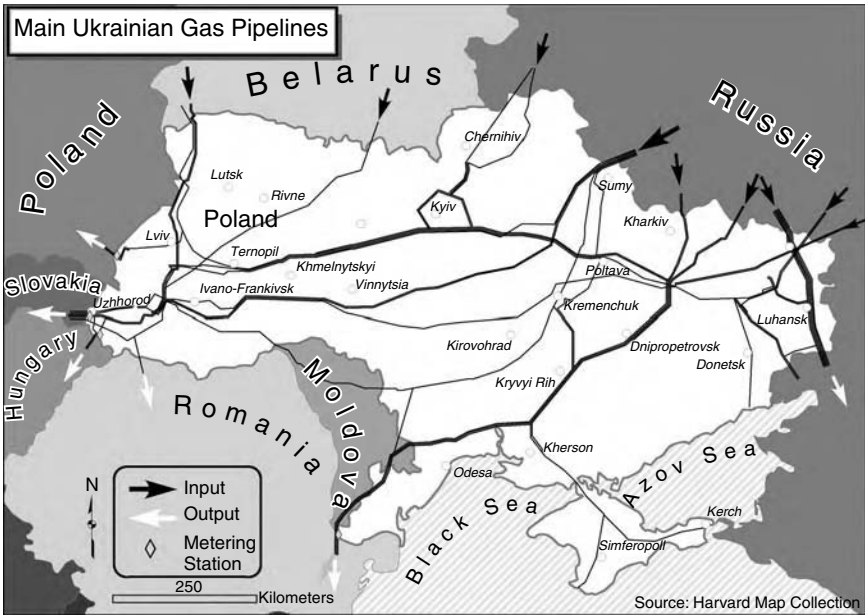 Main Ukrainian Gas Pipelines
Belarus
Russia
Poland
Chernihiv
Lutsk
Rivne
Sumy
Poland
Kyiv
Kharkiv
Lviv
Ternopil
Khmelnytskyi
Slovakia
Poltava
Uzhhorod
Ivano-Frankivsk
Vinnytsia
Kremenchuk
Luhansk
Hungary
Kirovohrad
Dnipropetrovsk
Donetsk
Moldova
Kryvyi Rih
Romania
Kherson
Azov Sea
Odesa
Black Sea
Kerch
Simferopoll
N
Input
Output
Metering
Station
250
Kilometers
Source: Harvard Map Collection